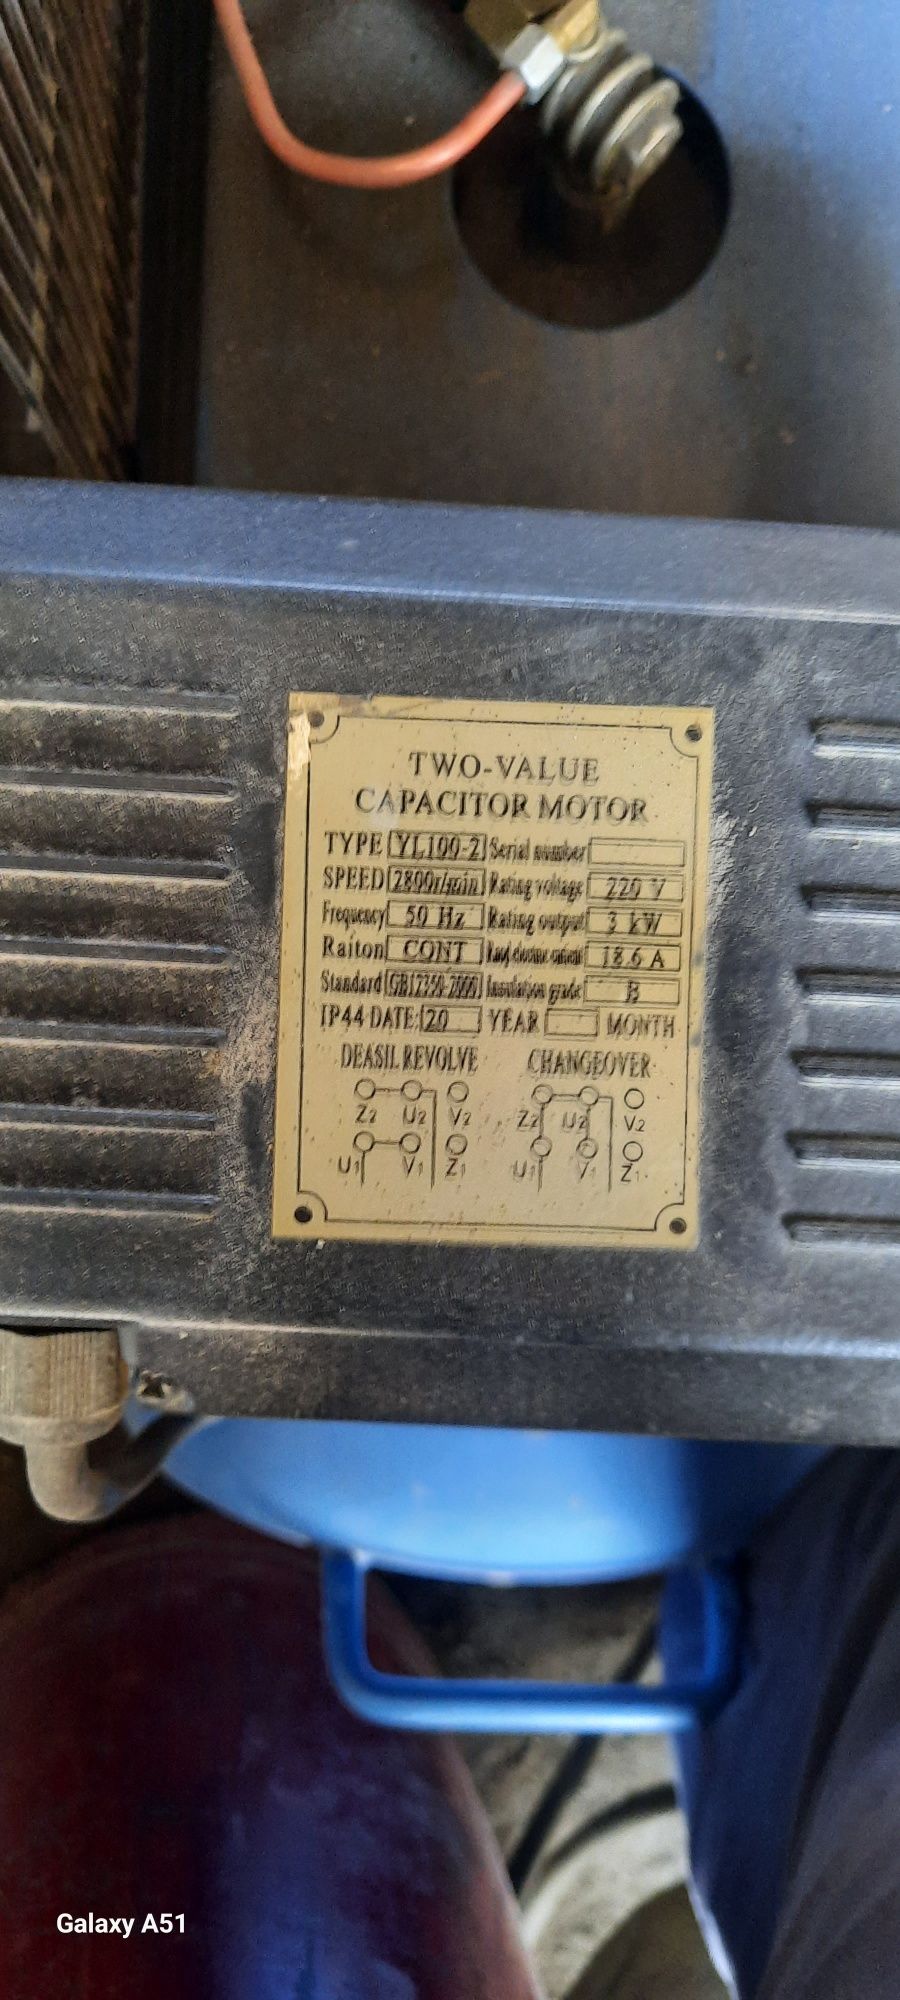 TWO-VALUE
CAPACITOR MOTOR
TYPE YL100-2 Serial number
SPEED 2800r/min Rating voltage 220 V
Frequency 50 Hz Rating output 3 kW
Raiton CONT 18.6 A
Standard GB12350-2000 Insulation grade B
IP44 DATE 20 YEAR MONTH
DEASIL REVOLVE CHANGEOVER
Z2 U2 V2 Z2 U2 V2
U1 V1 Z1 U1 V1 Z1
Galaxy A51